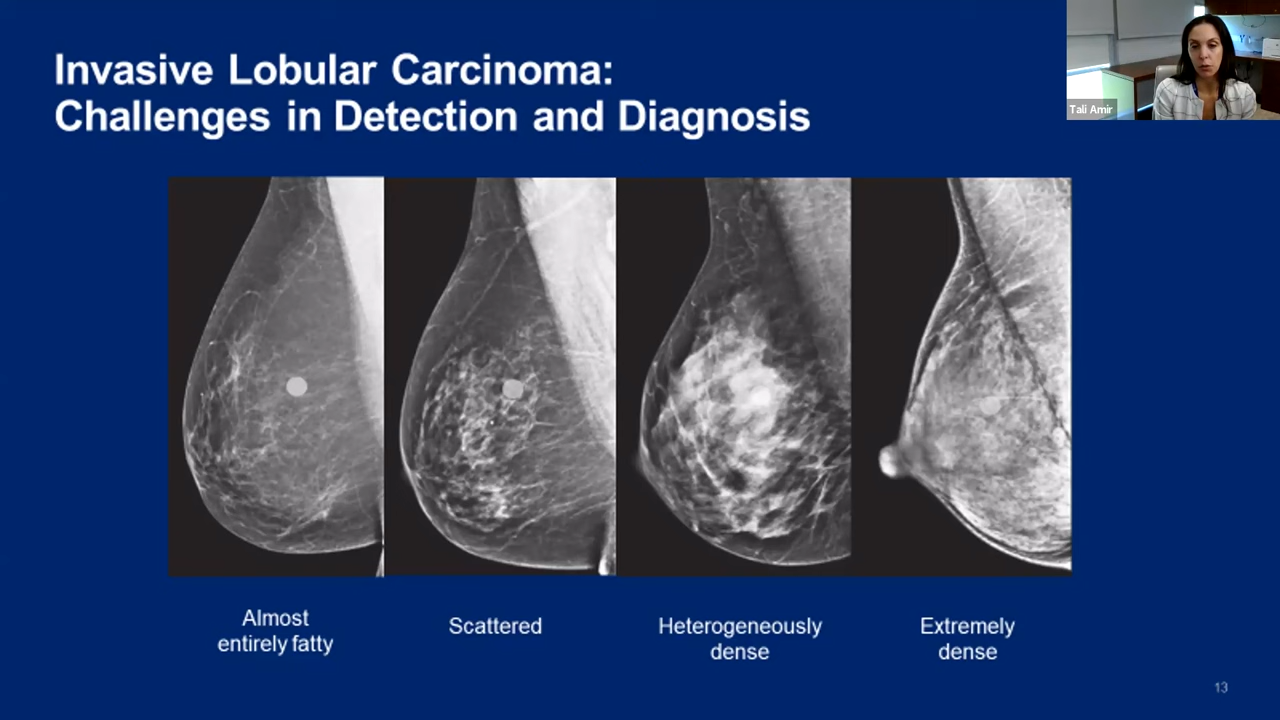 Invasive Lobular Carcinoma:
Challenges in Detection and Diagnosis
Tali Amir
Almost
entirely fatty
Scattered
Heterogeneously
dense
Extremely
dense
13